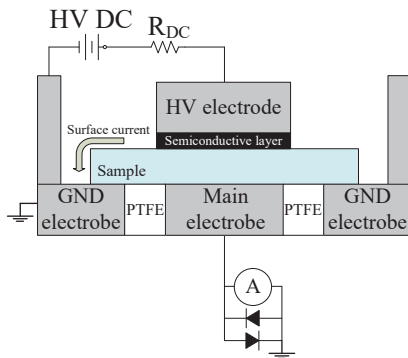 HV DC
R_DC
HV electrode
Surface current
Semiconductive layer
Sample
GND
electrobe
PTFE
Main
electrobe
PTFE
GND
electrobe
A